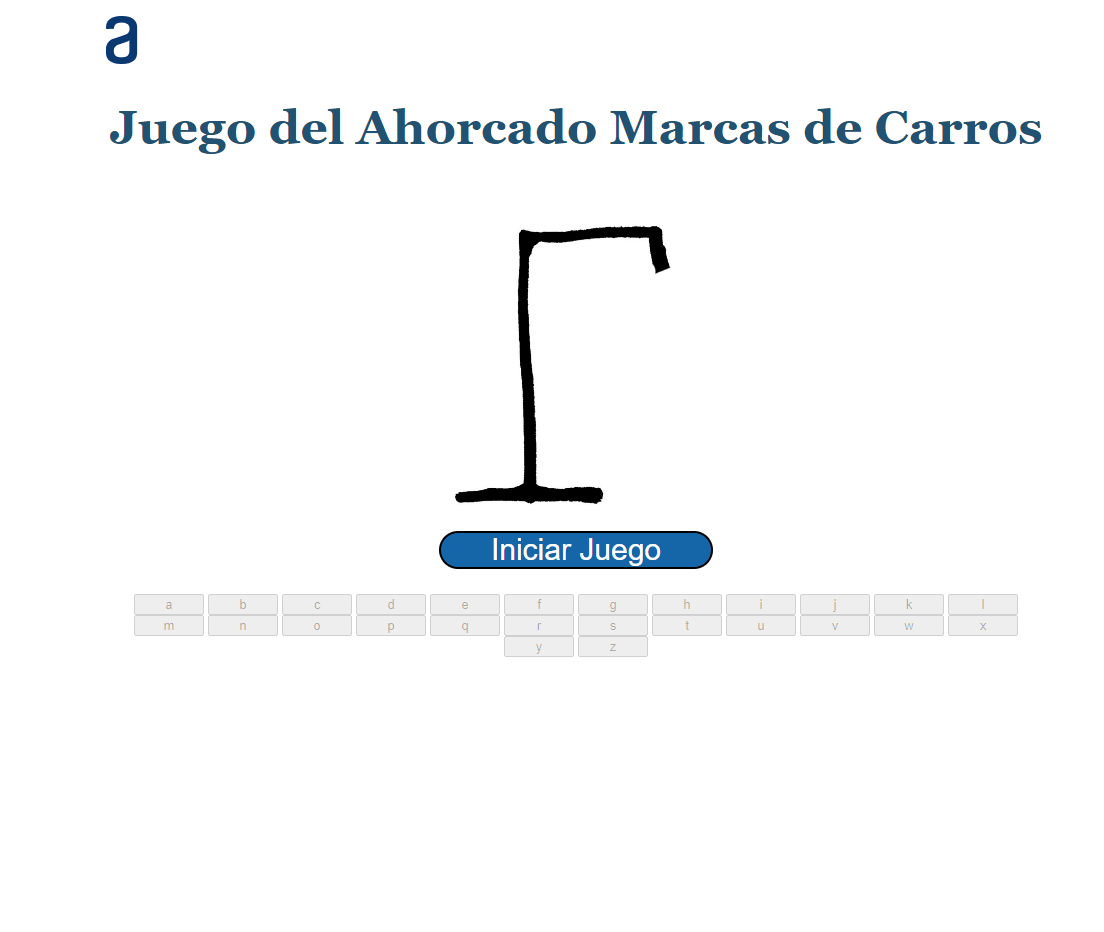 a
Juego del Ahorcado Marcas de Carros
Iniciar Juego
a b c d e f g h i j k l
m n o p q r s t u v w x
y z